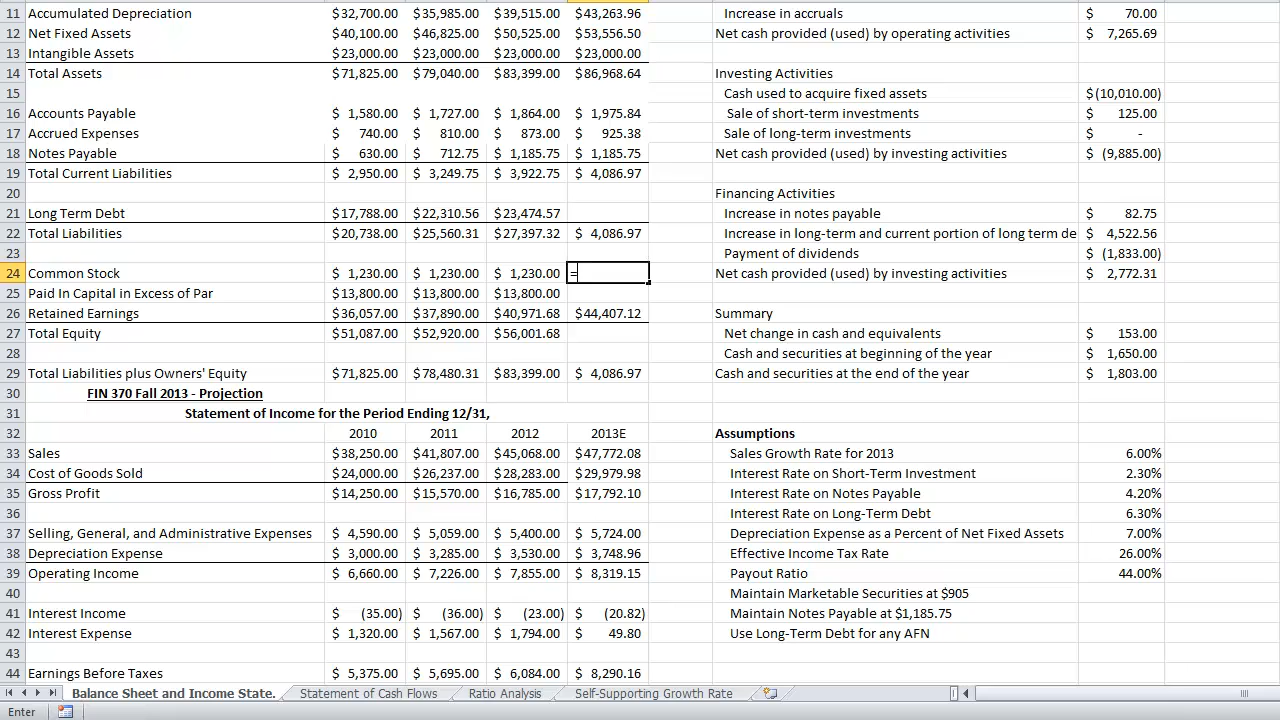 11 Accumulated Depreciation $32,700.00 $35,985.00 $39,515.00 $43,263.96 Increase in accruals $ 70.00
12 Net Fixed Assets $40,100.00 $46,825.00 $50,525.00 $53,556.50 Net cash provided (used) by operating activities $ 7,265.69
13 Intangible Assets $23,000.00 $23,000.00 $23,000.00 $23,000.00
14 Total Assets $71,825.00 $79,040.00 $83,399.00 $86,968.64 Investing Activities
15 Cash used to acquire fixed assets $(10,010.00)
16 Accounts Payable $ 1,580.00 $ 1,727.00 $ 1,864.00 $ 1,975.84 Sale of short-term investments $ 125.00
17 Accrued Expenses $ 740.00 $ 810.00 $ 873.00 $ 925.38 Sale of long-term investments $ -
18 Notes Payable $ 630.00 $ 712.75 $ 1,185.75 $ 1,185.75 Net cash provided (used) by investing activities $ (9,885.00)
19 Total Current Liabilities $ 2,950.00 $ 3,249.75 $ 3,922.75 $ 4,086.97
20 Financing Activities
21 Long Term Debt $17,788.00 $22,310.56 $23,474.57 Increase in notes payable $ 82.75
22 Total Liabilities $20,738.00 $25,560.31 $27,397.32 $ 4,086.97 Increase in long-term and current portion of long term de $ 4,522.56
23 Payment of dividends $ (1,833.00)
24 Common Stock $ 1,230.00 $ 1,230.00 $ 1,230.00 = Net cash provided (used) by investing activities $ 2,772.31
25 Paid In Capital in Excess of Par $13,800.00 $13,800.00 $13,800.00
26 Retained Earnings $36,057.00 $37,890.00 $40,971.68 $44,407.12 Summary
27 Total Equity $51,087.00 $52,920.00 $56,001.68 Net change in cash and equivalents $ 153.00
28 Cash and securities at beginning of the year $ 1,650.00
29 Total Liabilities plus Owners' Equity $71,825.00 $78,480.31 $83,399.00 $ 4,086.97 Cash and securities at the end of the year $ 1,803.00
30 FIN 370 Fall 2013 - Projection
31 Statement of Income for the Period Ending 12/31,
32 2010 2011 2012 2013E Assumptions
33 Sales $38,250.00 $41,807.00 $45,068.00 $47,772.08 Sales Growth Rate for 2013 6.00%
34 Cost of Goods Sold $24,000.00 $26,237.00 $28,283.00 $29,979.98 Interest Rate on Short-Term Investment 2.30%
35 Gross Profit $14,250.00 $15,570.00 $16,785.00 $17,792.10 Interest Rate on Notes Payable 4.20%
36 Interest Rate on Long-Term Debt 6.30%
37 Selling, General, and Administrative Expenses $ 4,590.00 $ 5,059.00 $ 5,400.00 $ 5,724.00 Depreciation Expense as a Percent of Net Fixed Assets 7.00%
38 Depreciation Expense $ 3,000.00 $ 3,285.00 $ 3,530.00 $ 3,748.96 Effective Income Tax Rate 26.00%
39 Operating Income $ 6,660.00 $ 7,226.00 $ 7,855.00 $ 8,319.15 Payout Ratio 44.00%
40 Maintain Marketable Securities at $905
41 Interest Income $ (35.00) $ (36.00) $ (23.00) $ (20.82) Maintain Notes Payable at $1,185.75
42 Interest Expense $ 1,320.00 $ 1,567.00 $ 1,794.00 $ 49.80 Use Long-Term Debt for any AFN
43
44 Earnings Before Taxes $ 5,375.00 $ 5,695.00 $ 6,084.00 $ 8,290.16
Balance Sheet and Income State. Statement of Cash Flows Ratio Analysis Self-Supporting Growth Rate
Enter